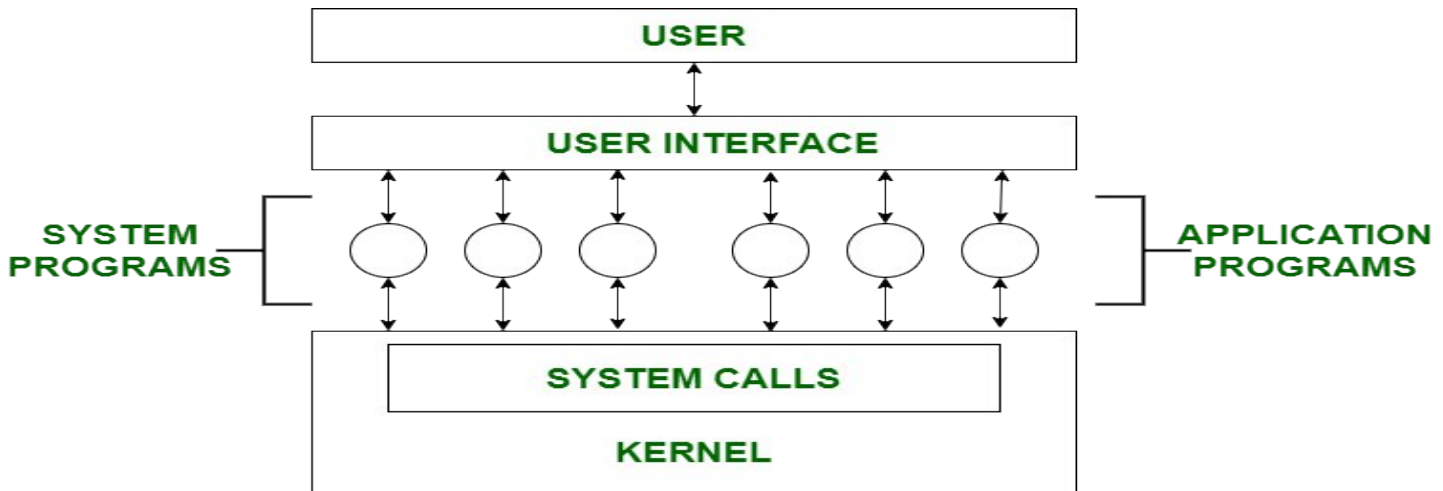 USER
USER INTERFACE
SYSTEM
PROGRAMS
APPLICATION
PROGRAMS
SYSTEM CALLS
KERNEL